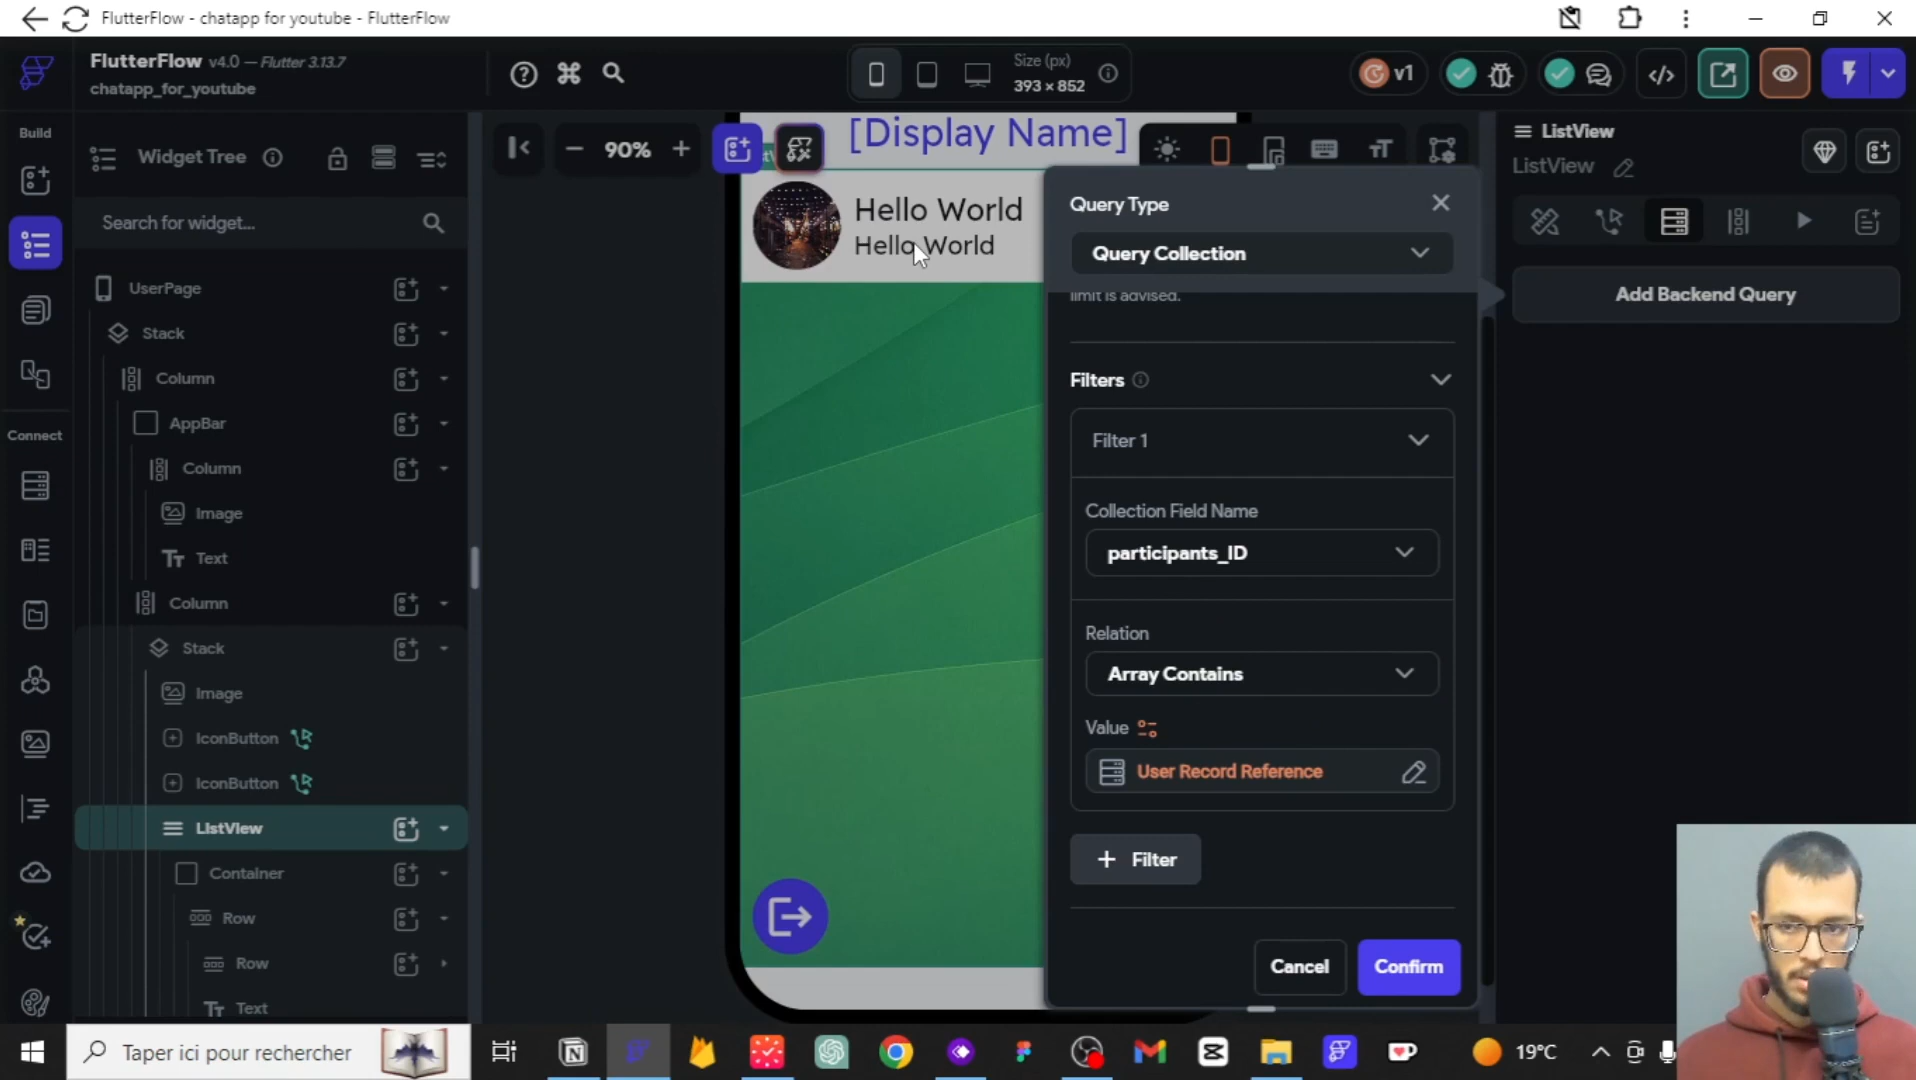 FlutterFlow - chatapp for youtube - FlutterFlow
FlutterFlow v4.0 – Flutter 3.13.7
chatapp_for_youtube
Size (px)
393 × 852
v1
Build
Widget Tree
90%
[Display Name]
ListView
ListView
Search for widget...
Hello World
Hello World
Query Type
Query Collection
limit is advised.
Add Backend Query
UserPage
Stack
Column
AppBar
Connect
Column
Image
Text
Column
Stack
Image
IconButton
IconButton
ListView
Container
Row
Row
Text
Filters
Filter 1
Collection Field Name
participants_ID
Relation
Array Contains
Value
User Record Reference
+ Filter
Cancel
Confirm
Taper ici pour rechercher
19°C